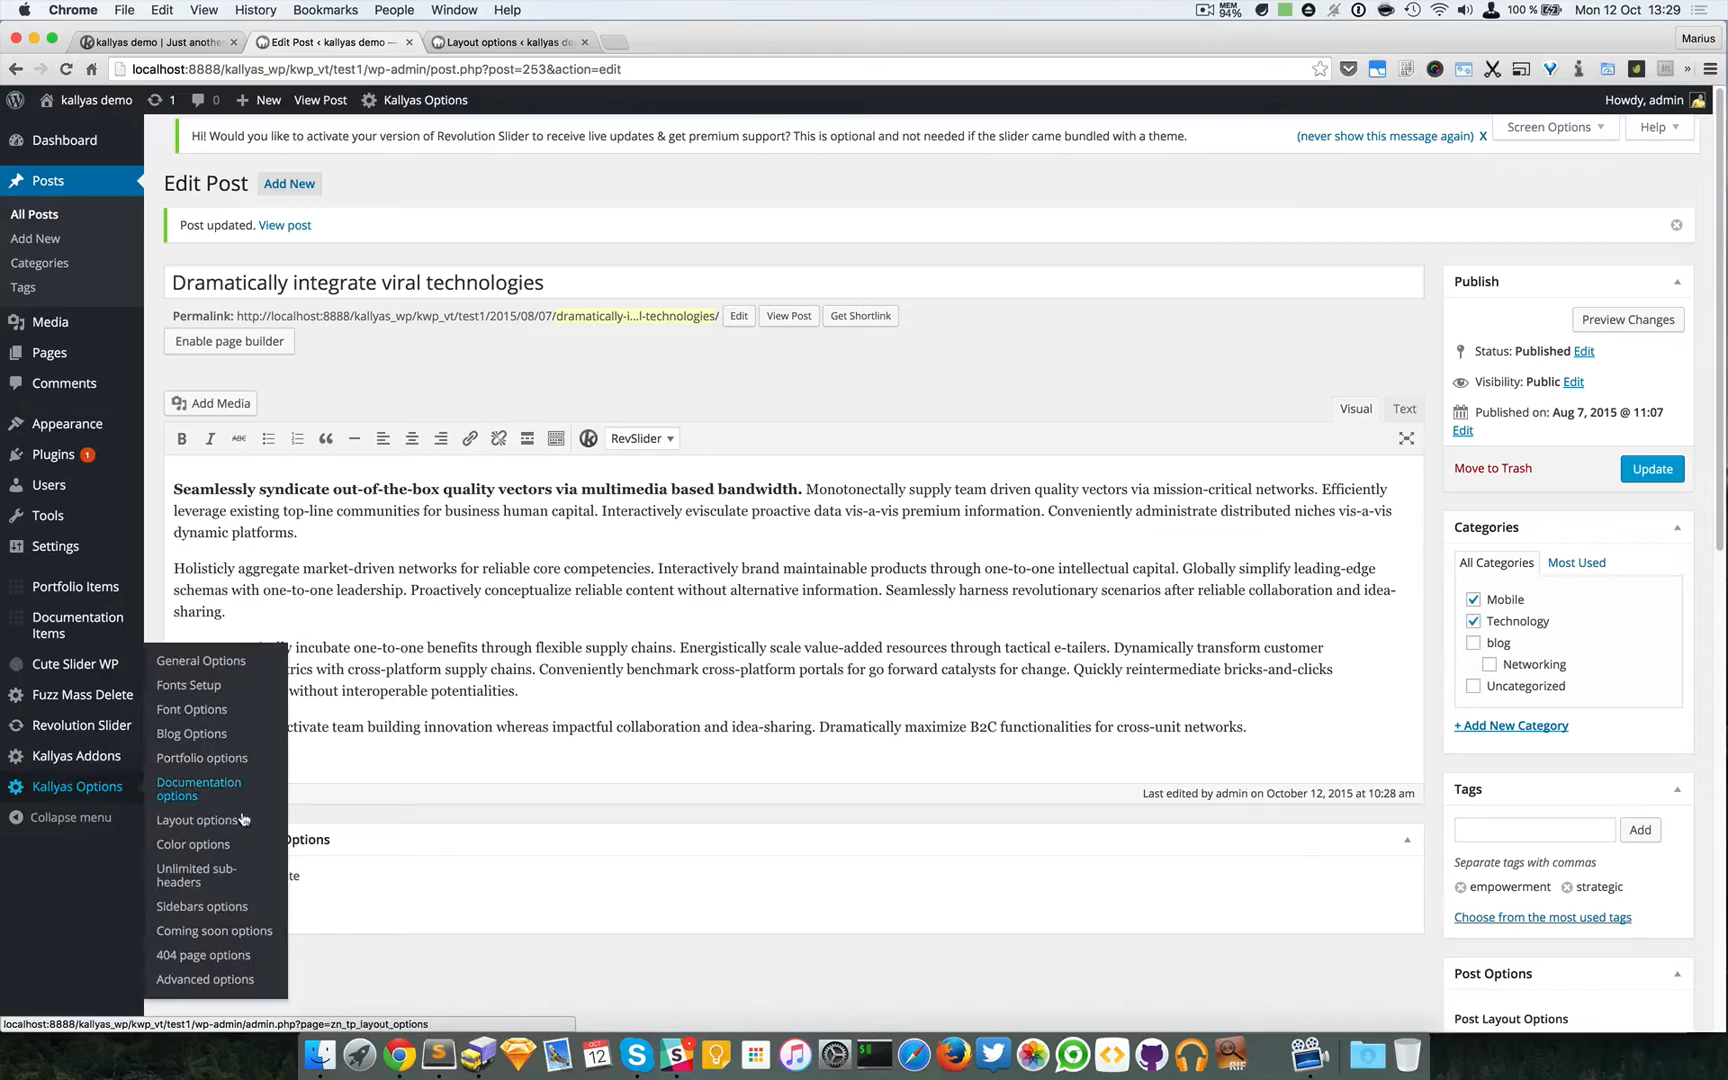 Chrome File Edit View History Bookmarks People Window Help MEM 94% 100% Mon 12 Oct 13:29
kallyas demo | Just anothe Edit Post ‹ kallyas demo — Layout options ‹ kallyas de Marius
localhost:8888/kallyas_wp/kwp_vt/test1/wp-admin/post.php?post=253&action=edit
kallyas demo 1 0 New View Post Kallyas Options Howdy, admin
Hi! Would you like to activate your version of Revolution Slider to receive live updates & get premium support? This is optional and not needed if the slider came bundled with a theme. (never show this message again) X Screen Options Help
Dashboard
Posts
All Posts
Add New
Categories
Tags
Media
Pages
Comments
Appearance
Plugins 1
Users
Tools
Settings
Portfolio Items
Documentation
Items
Cute Slider WP
Fuzz Mass Delete
Revolution Slider
Kallyas Addons
Kallyas Options
Collapse menu
General Options
Fonts Setup
Font Options
Blog Options
Portfolio options
Documentation
options
Layout options
Color options
Unlimited sub-
headers
Sidebars options
Coming soon options
404 page options
Advanced options
Edit Post Add New
Post updated. View post
Dramatically integrate viral technologies
Permalink: http://localhost:8888/kallyas_wp/kwp_vt/test1/2015/08/07/dramatically-i...l-technologies/ Edit View Post Get Shortlink
Enable page builder
Add Media Visual Text
B I ABC RevSlider
Seamlessly syndicate out-of-the-box quality vectors via multimedia based bandwidth. Monotonectally supply team driven quality vectors via mission-critical networks. Efficiently
leverage existing top-line communities for business human capital. Interactively evisculate proactive data vis-a-vis premium information. Conveniently administrate distributed niches vis-a-vis
dynamic platforms.
Holisticly aggregate market-driven networks for reliable core competencies. Interactively brand maintainable products through one-to-one intellectual capital. Globally simplify leading-edge
schemas with one-to-one leadership. Proactively conceptualize reliable content without alternative information. Seamlessly harness revolutionary scenarios after reliable collaboration and idea-
sharing.
incubate one-to-one benefits through flexible supply chains. Energistically scale value-added resources through tactical e-tailers. Dynamically transform customer
trics with cross-platform supply chains. Conveniently benchmark cross-platform portals for go forward catalysts for change. Quickly reintermediate bricks-and-clicks
without interoperable potentialities.
ctivate team building innovation whereas impactful collaboration and idea-sharing. Dramatically maximize B2C functionalities for cross-unit networks.
Last edited by admin on October 12, 2015 at 10:28 am
Options
te
Publish
Preview Changes
Status: Published Edit
Visibility: Public Edit
Published on: Aug 7, 2015 @ 11:07
Edit
Move to Trash Update
Categories
All Categories Most Used
Mobile
Technology
blog
Networking
Uncategorized
+ Add New Category
Tags
Add
Separate tags with commas
empowerment strategic
Choose from the most used tags
Post Options
Post Layout Options
localhost:8888/kallyas_wp/kwp_vt/test1/wp-admin/admin.php?page=zn_tp_layout_options
OCT
12